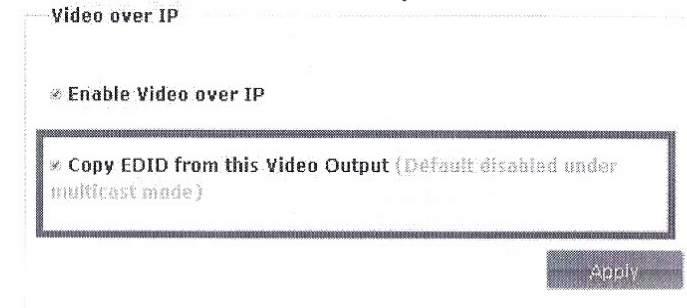 Video over IP
Enable Video over IP
Copy EDID from this Video Output (Default disabled under
multicast mode)
Apply